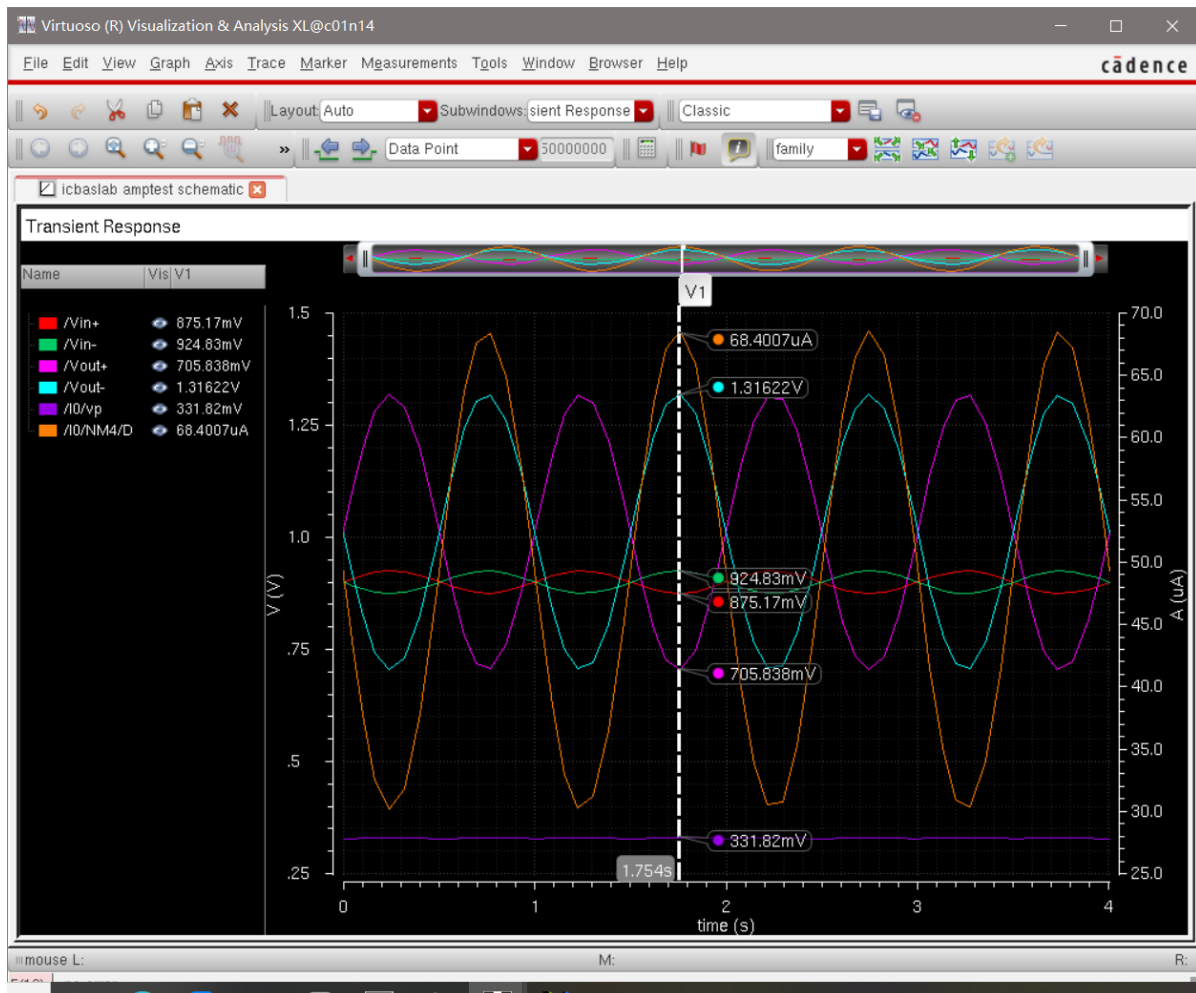 Virtuoso (R) Visualization & Analysis XL@c01n14
File Edit View Graph Axis Trace Marker Measurements Tools Window Browser Help
cādence
Layout: Auto Subwindows: sient Response Classic
» Data Point 50000000 family
icbaslab amptest schematic
Transient Response
Name Vis V1
/Vin+ 875.17mV
/Vin- 924.83mV
/Vout+ 705.838mV
/Vout- 1.31622V
/I0/vp 331.82mV
/I0/NM4/D 68.4007uA
V1
1.5
1.25
1.0
.75
.5
.25
V (V)
68.4007uA
1.31622V
924.83mV
875.17mV
705.838mV
331.82mV
1.754s
70.0
65.0
60.0
55.0
50.0
45.0
40.0
35.0
30.0
25.0
A (uA)
0 1 2 3 4
time (s)
mouse L: M: R: